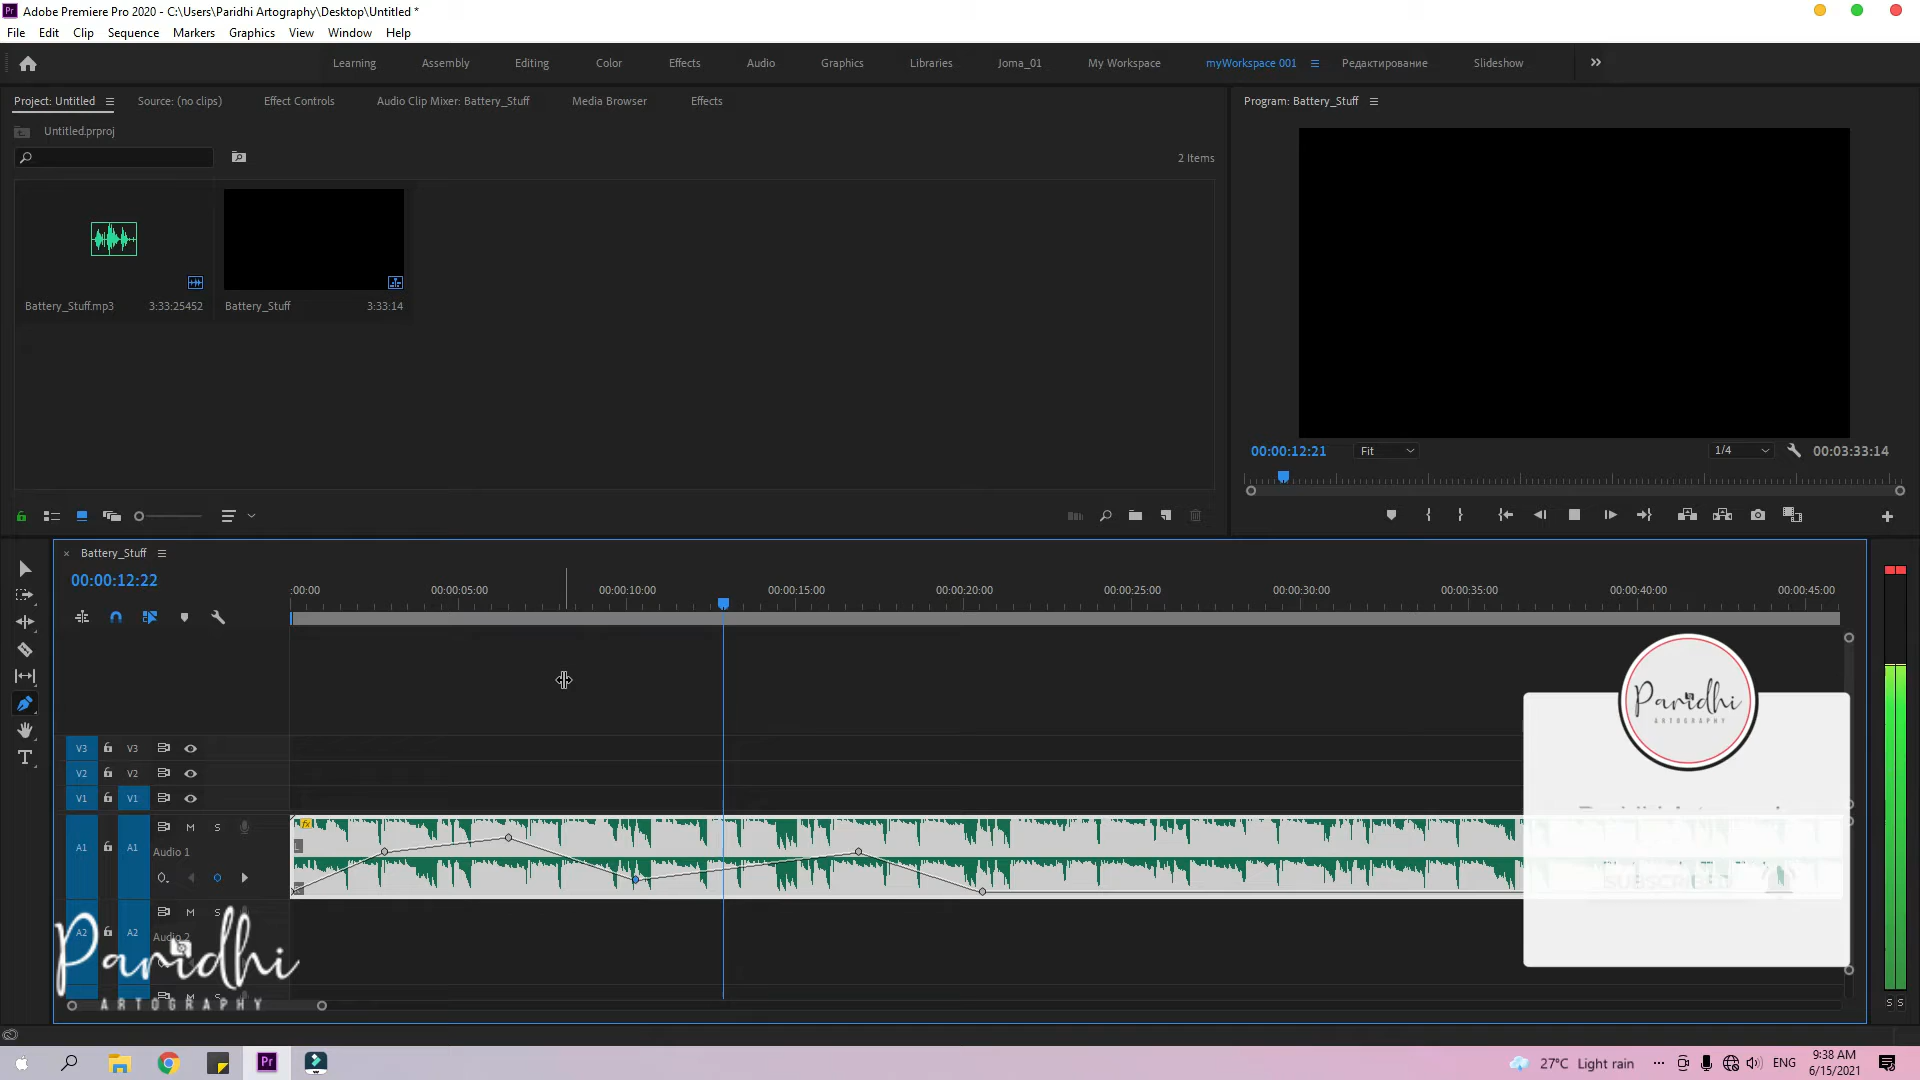 Adobe Premiere Pro 2020 - C:\Users\Paridhi Artography\Desktop\Untitled *
File Edit Clip Sequence Markers Graphics View Window Help
Learning Assembly Editing Color Effects Audio Graphics Libraries Joma_01 My Workspace myWorkspace 001 Редактирование Slideshow
Project: Untitled Source: (no clips) Effect Controls Audio Clip Mixer: Battery_Stuff Media Browser Effects
Program: Battery_Stuff
Untitled.prproj
2 Items
Battery_Stuff.mp3 3:33:25452
Battery_Stuff 3:33:14
00:00:12:21 Fit 1/4 00:03:33:14
Battery_Stuff
00:00:12:22
:00:00 00:00:05:00 00:00:10:00 00:00:15:00 00:00:20:00 00:00:25:00 00:00:30:00 00:00:35:00 00:00:40:00 00:00:45:00
V3 V3
V2 V2
V1 V1
fx
A1 A1 M S
Audio 1
L
A2 A2 M S
Audio 2
M S
Paridhi
ARTOGRAPHY
Paridhi
ARTOGRAPHY
SUBSCRIBED
S S
Pr
27°C Light rain
ENG
9:38 AM
6/15/2021